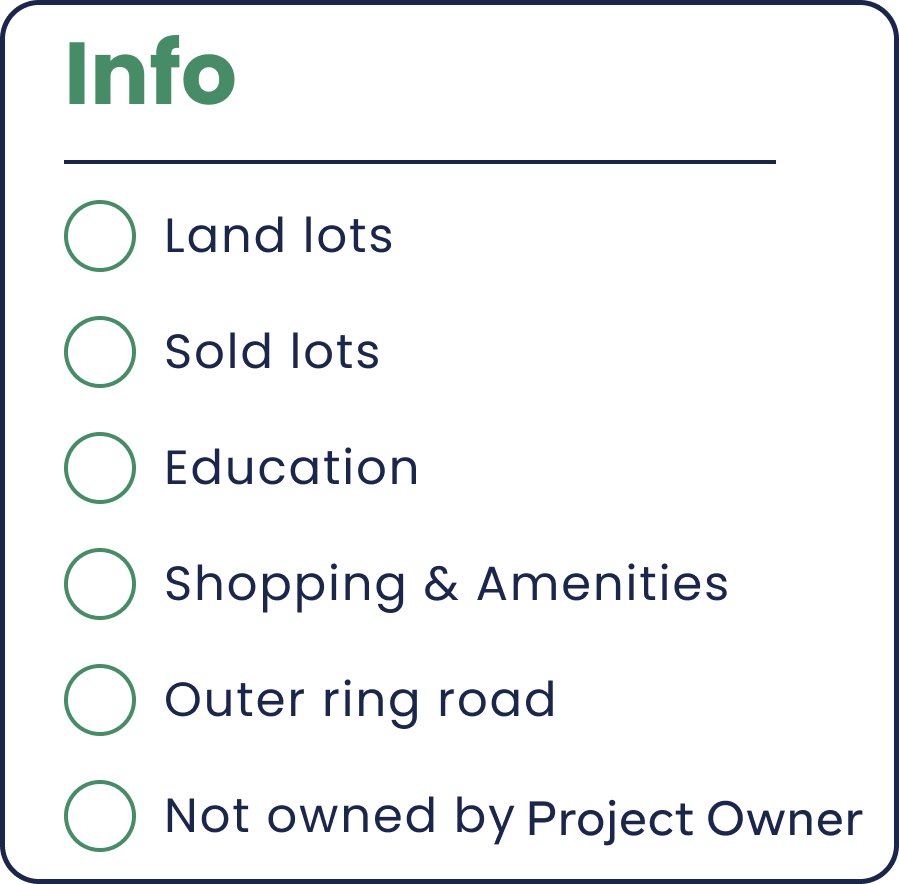 Info
Land lots
Sold lots
Education
Shopping & Amenities
Outer ring road
Not owned by Project Owner